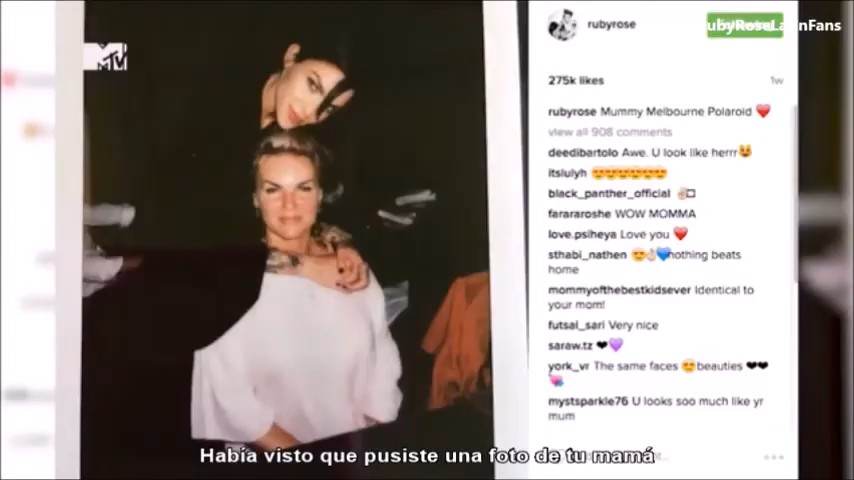 MTV
rubyrose
ubyRoseLatinFans
275k likes
1w
rubyrose Mummy Melbourne Polaroid ❤️
view all 908 comments
deedibartolo Awe. U look like herrr😻
itslulyh 😍😍😍😍😍😍😍
black_panther_official
farararoshe WOW MOMMA
love.psiheya Love you ❤️
sthabi_nathen 😍👌💙nothing beats
home
mommyofthebestkidsever Identical to
your mom!
futsal_sari Very nice
saraw.tz ❤💜
york_vr The same faces 😍beauties ❤❤
💘
mystsparkle76 U looks soo much like yr
mum
Había visto que pusiste una foto de tu mamá